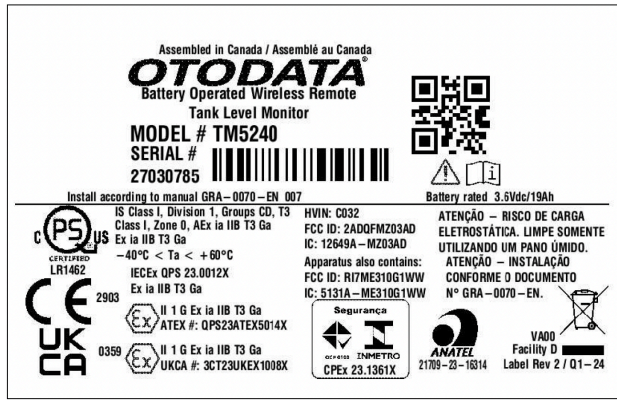 Assembled in Canada / Assemblé au Canada
OTODATA®
Battery Operated Wireless Remote
Tank Level Monitor
MODEL # TM5240
SERIAL #
27030785
Install according to manual GRA-0070-EN 007
Battery rated 3.6Vdc/19Ah
C PS US
CERTIFIED
LR1462
IS Class I, Division 1, Groups CD, T3
Class I, Zone 0, AEx ia IIB T3 Ga
Ex ia IIB T3 Ga
-40°C < Ta < +60°C
IECEx QPS 23.0012X
Ex ia IIB T3 Ga
CE 2903
Ex II 1 G Ex ia IIB T3 Ga
ATEX #: QPS23ATEX5014X
UK
CA
0359 Ex II 1 G Ex ia IIB T3 Ga
UKCA #: 3CT23UKEX1008X
HVIN: C032
FCC ID: 2ADQFMZ03AD
IC: 12649A-MZ03AD
Apparatus also contains:
FCC ID: RI7ME310G1WW
IC: 5131A-ME310G1WW
Segurança
INMETRO
CPEx 23.1361X
ATENÇÃO – RISCO DE CARGA
ELETROSTÁTICA. LIMPE SOMENTE
UTILIZANDO UM PANO ÚMIDO.
ATENÇÃO – INSTALAÇÃO
CONFORME O DOCUMENTO
N° GRA-0070-EN.
ANATEL
21709-23-16314
VA00
Facility D
Label Rev 2 / Q1-24